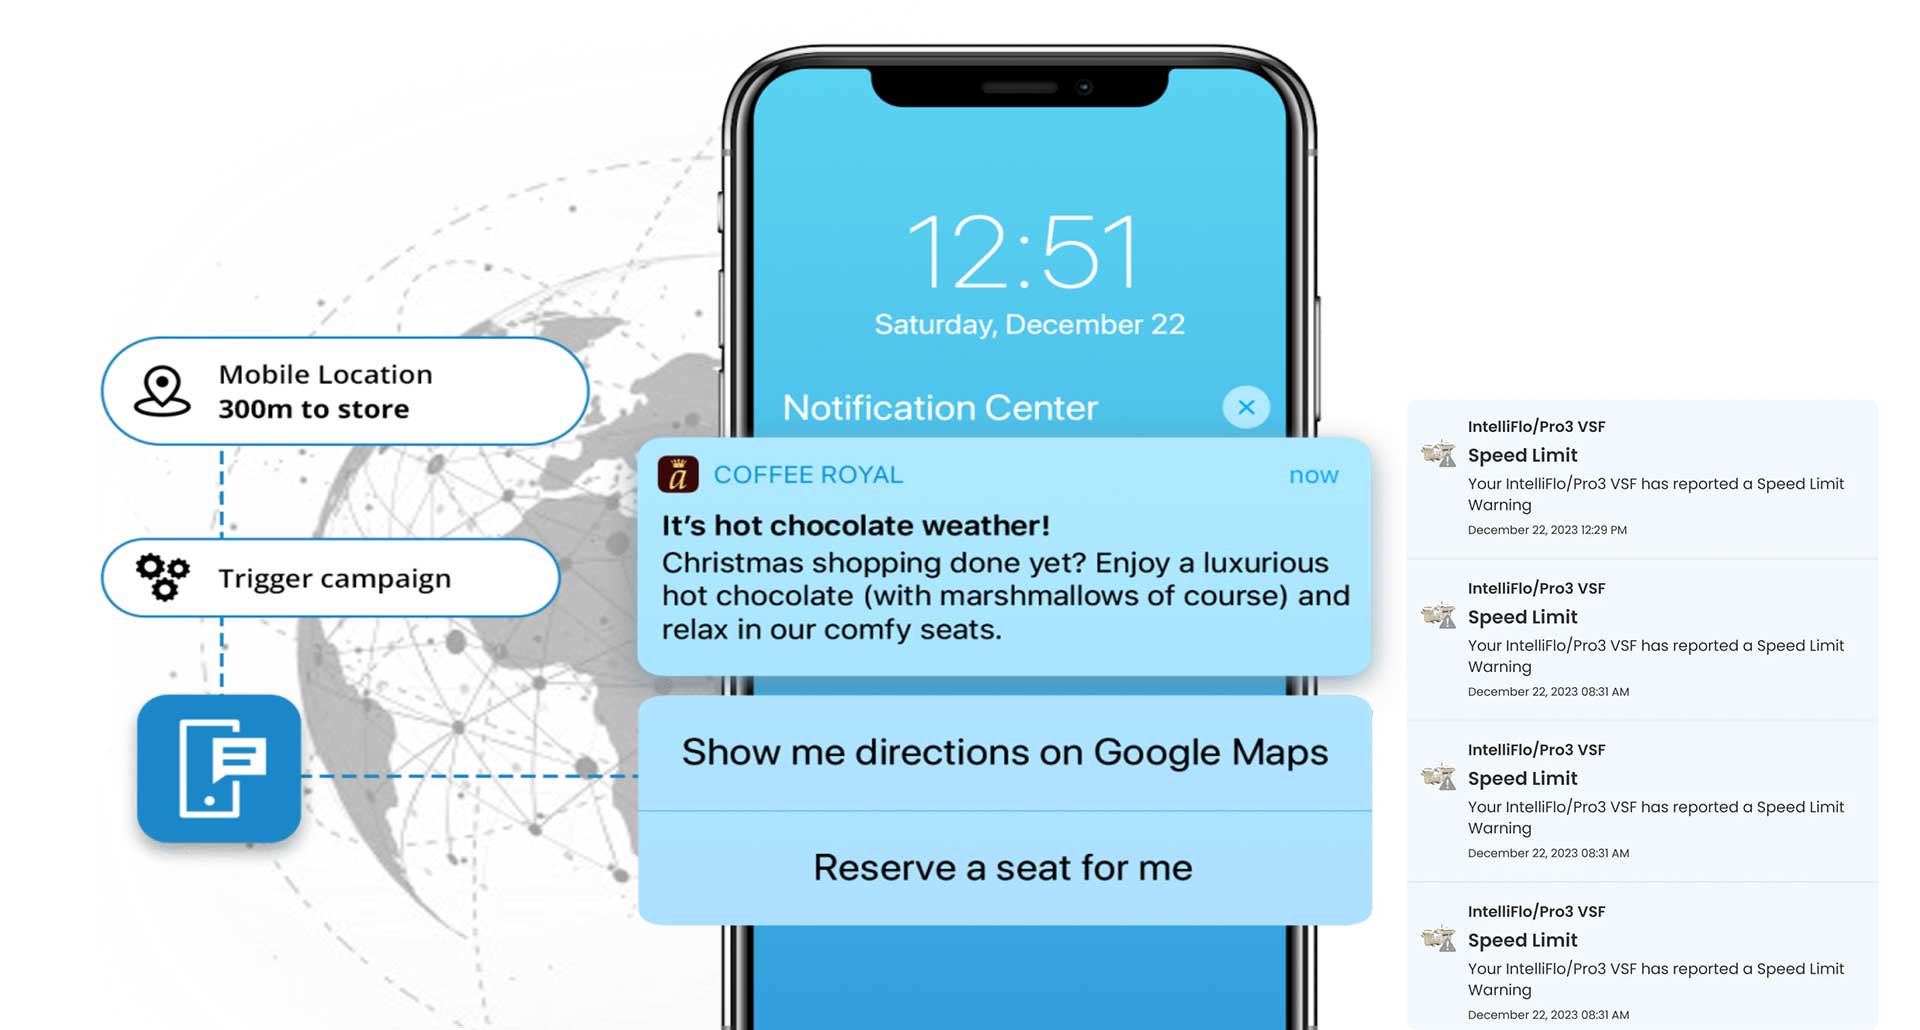 Mobile Location
300m to store
Trigger campaign
12:51
Saturday, December 22
Notification Center
a
COFFEE ROYAL
now
It's hot chocolate weather!
Christmas shopping done yet? Enjoy a luxurious
hot chocolate (with marshmallows of course) and
relax in our comfy seats.
Show me directions on Google Maps
Reserve a seat for me
IntelliFlo/Pro3 VSF
Speed Limit
Your IntelliFlo/Pro3 VSF has reported a Speed Limit
Warning
December 22, 2023 12:29 PM
IntelliFlo/Pro3 VSF
Speed Limit
Your IntelliFlo/Pro3 VSF has reported a Speed Limit
Warning
December 22, 2023 08:31 AM
IntelliFlo/Pro3 VSF
Speed Limit
Your IntelliFlo/Pro3 VSF has reported a Speed Limit
Warning
December 22, 2023 08:31 AM
IntelliFlo/Pro3 VSF
Speed Limit
Your IntelliFlo/Pro3 VSF has reported a Speed Limit
Warning
December 22, 2023 08:31 AM